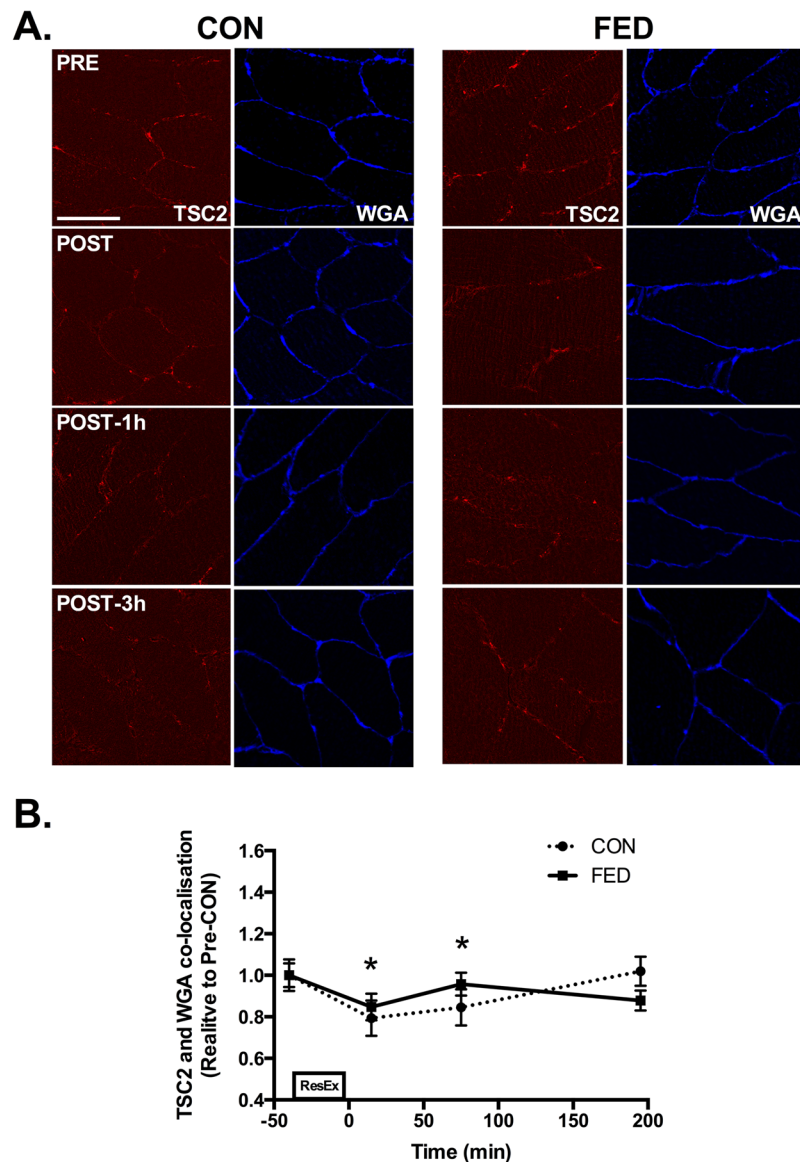 A.
CON FED
PRE
TSC2 WGA TSC2 WGA
POST
POST-1h
POST-3h
B.
TSC2 and WGA co-localisation
(Realitve to Pre-CON)
1.6
1.4
1.2
1.0
0.8
0.6
0.4
CON
FED
* *
ResEx
-50 0 50 100 150 200
Time (min)